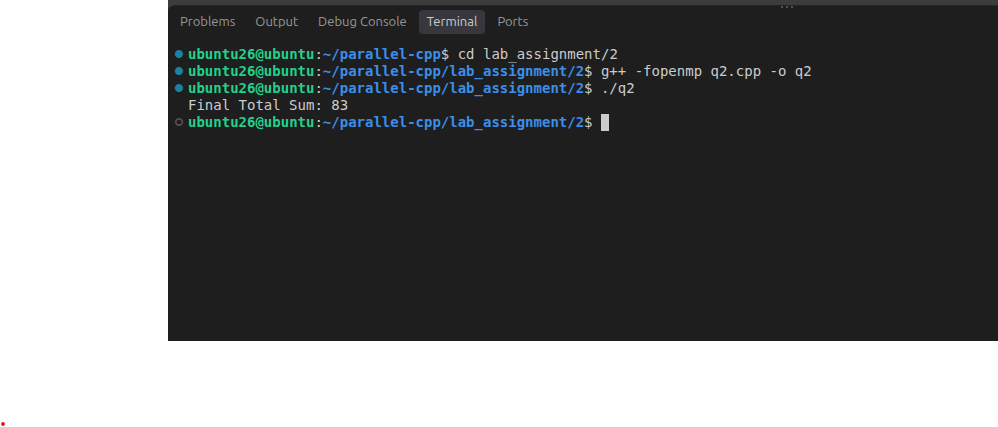 Problems Output Debug Console Terminal Ports
ubuntu26@ubuntu:~/parallel-cpp$ cd lab_assignment/2
ubuntu26@ubuntu:~/parallel-cpp/lab_assignment/2$ g++ -fopenmp q2.cpp -o q2
ubuntu26@ubuntu:~/parallel-cpp/lab_assignment/2$ ./q2
Final Total Sum: 83
ubuntu26@ubuntu:~/parallel-cpp/lab_assignment/2$